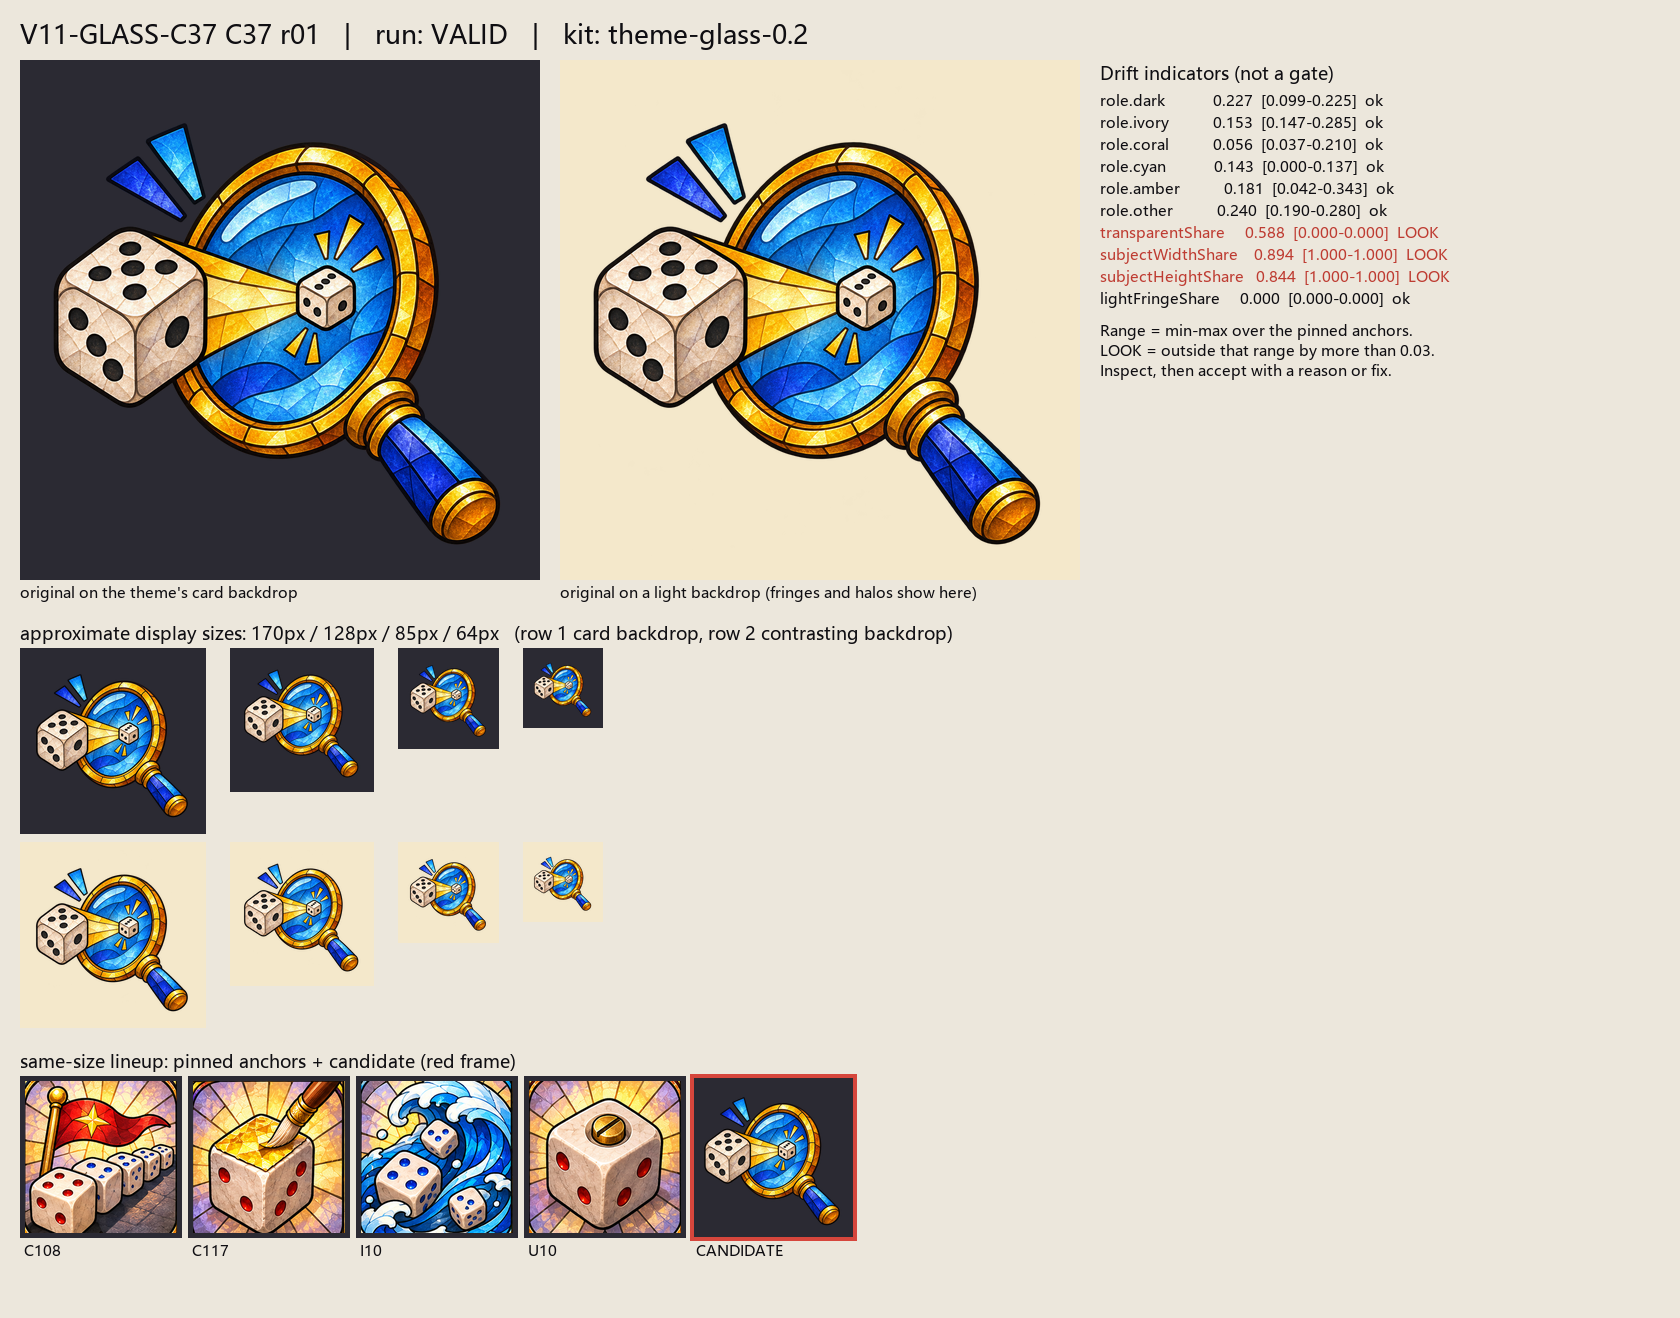 V11-GLASS-C37 C37 r01 | run: VALID | kit: theme-glass-0.2
Drift indicators (not a gate)
role.dark 0.227 [0.099-0.225] ok
role.ivory 0.153 [0.147-0.285] ok
role.coral 0.056 [0.037-0.210] ok
role.cyan 0.143 [0.000-0.137] ok
role.amber 0.181 [0.042-0.343] ok
role.other 0.240 [0.190-0.280] ok
transparentShare 0.588 [0.000-0.000] LOOK
subjectWidthShare 0.894 [1.000-1.000] LOOK
subjectHeightShare 0.844 [1.000-1.000] LOOK
lightFringeShare 0.000 [0.000-0.000] ok
Range = min-max over the pinned anchors.
LOOK = outside that range by more than 0.03.
Inspect, then accept with a reason or fix.
original on the theme's card backdrop
original on a light backdrop (fringes and halos show here)
approximate display sizes: 170px / 128px / 85px / 64px (row 1 card backdrop, row 2 contrasting backdrop)
same-size lineup: pinned anchors + candidate (red frame)
C108
C117
I10
U10
CANDIDATE